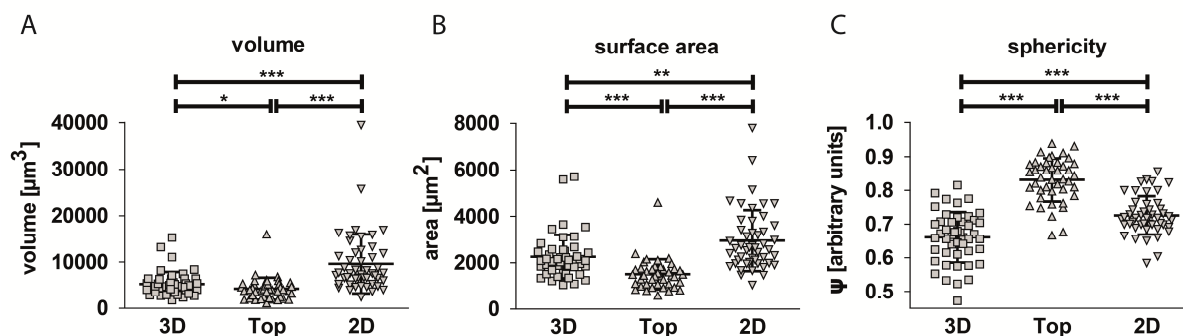 A
volume
***
*
***
volume [µm³]
40000
30000
20000
10000
0
3D Top 2D
B
surface area
**
***
***
area [µm²]
8000
6000
4000
2000
0
3D Top 2D
C
sphericity
***
***
***
Ψ [arbitrary units]
1.0
0.9
0.8
0.7
0.6
0.5
3D Top 2D